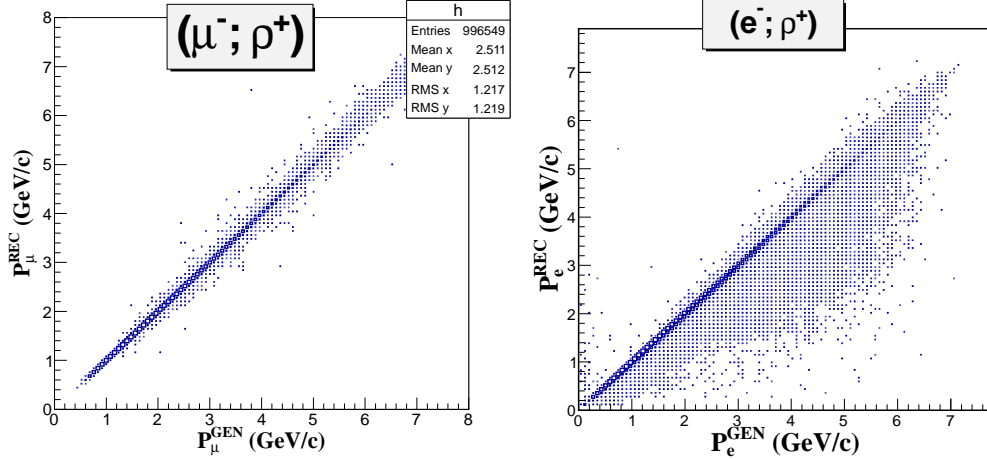 (μ⁻; ρ⁺)
h
Entries 996549
Mean x 2.511
Mean y 2.512
RMS x 1.217
RMS y 1.219
P_μ^REC (GeV/c)
8
7
6
5
4
3
2
1
0
0 1 2 3 4 5 6 7 8
P_μ^GEN (GeV/c)
(e⁻; ρ⁺)
P_e^REC (GeV/c)
7
6
5
4
3
2
1
0
0 1 2 3 4 5 6 7
P_e^GEN (GeV/c)